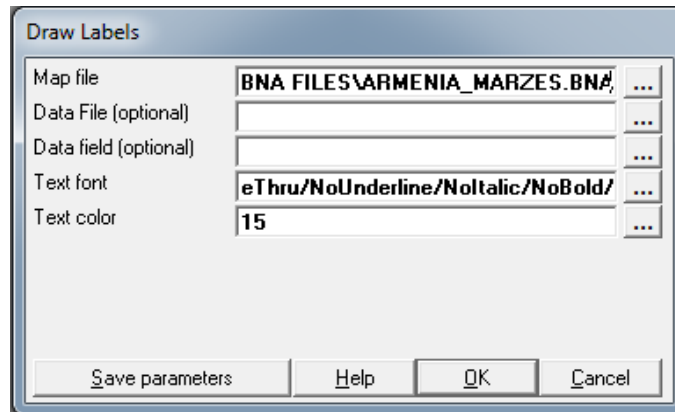 Draw Labels
Map file BNA FILES\ARMENIA_MARZES.BNA, ...
Data File (optional) ...
Data field (optional) ...
Text font eThru/NoUnderline/NoItalic/NoBold/ ...
Text color 15 ...
Save parameters Help OK Cancel